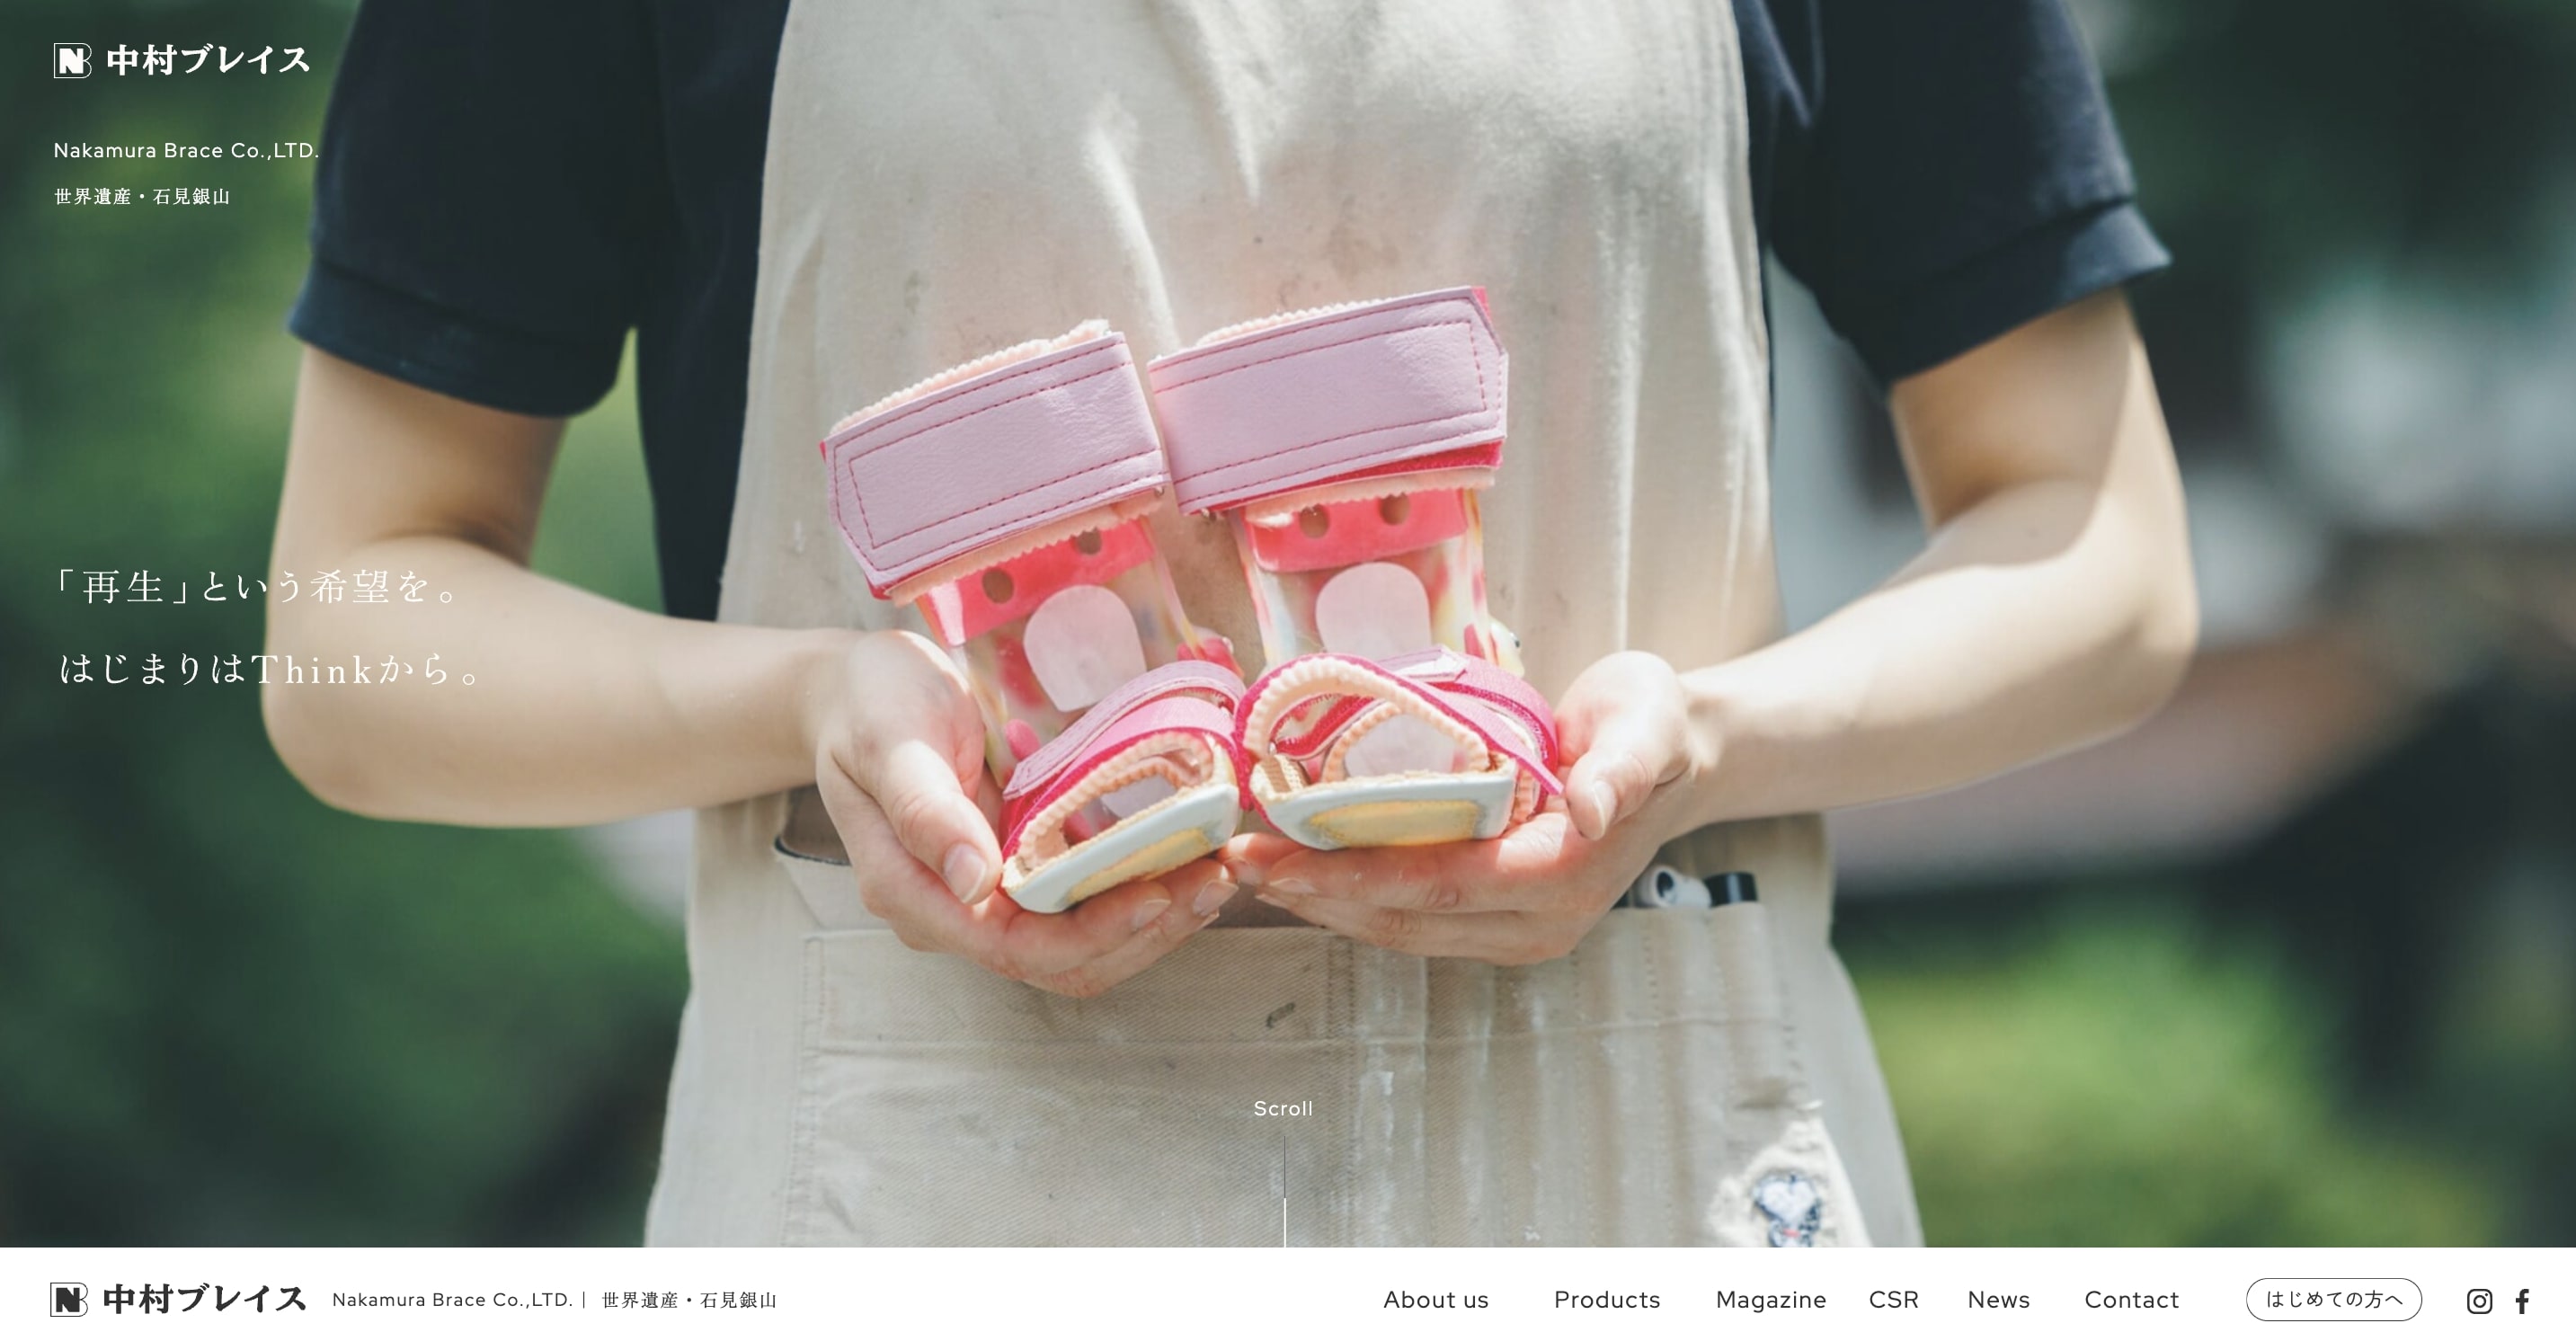 中村ブレイス
Nakamura Brace Co.,LTD.
世界遺産・石見銀山
「再生」という希望を。
はじまりはThinkから。
Scroll
中村ブレイス Nakamura Brace Co.,LTD.| 世界遺産・石見銀山 About us Products Magazine CSR News Contact はじめての方へ